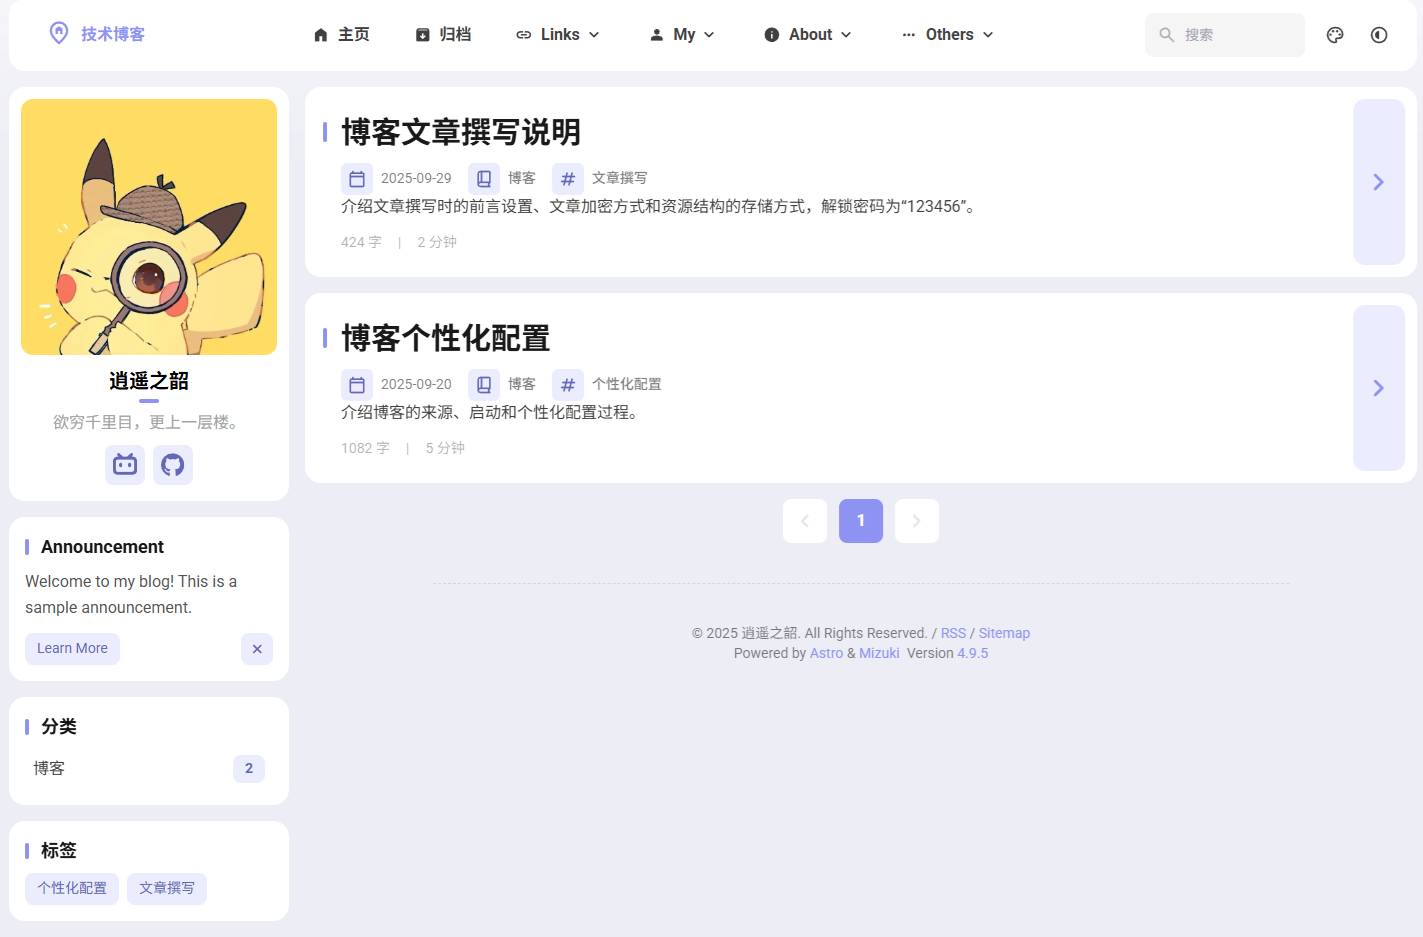 技术博客
主页
归档
Links
My
About
Others
搜索
逍遥之韶
欲穷千里目，更上一层楼。
Announcement
Welcome to my blog! This is a
sample announcement.
Learn More
分类
博客 2
标签
个性化配置
文章撰写
博客文章撰写说明
2025-09-29 博客 文章撰写
介绍文章撰写时的前言设置、文章加密方式和资源结构的存储方式，解锁密码为“123456”。
424 字 | 2 分钟
博客个性化配置
2025-09-20 博客 个性化配置
介绍博客的来源、启动和个性化配置过程。
1082 字 | 5 分钟
1
© 2025 逍遥之韶. All Rights Reserved. / RSS / Sitemap
Powered by Astro & Mizuki Version 4.9.5